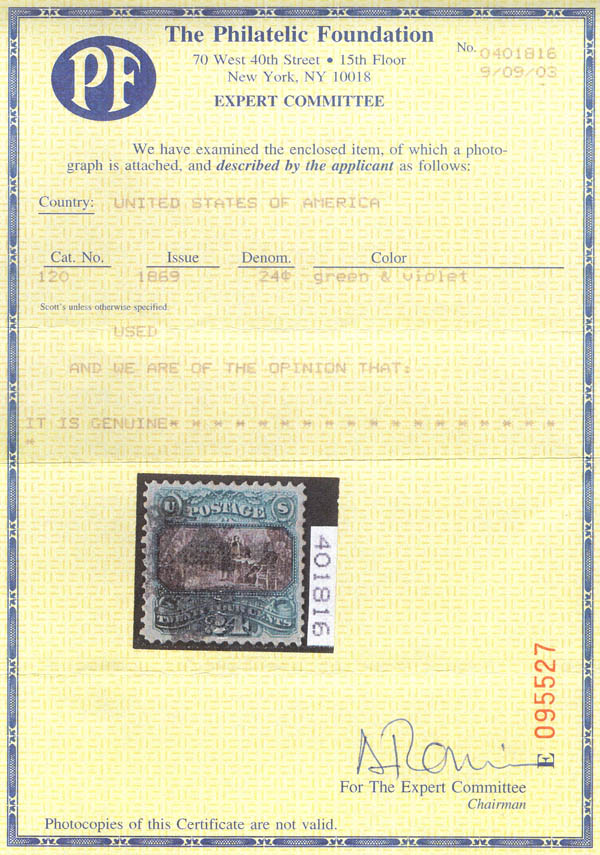 PF
The Philatelic Foundation
70 West 40th Street • 15th Floor
New York, NY 10018
EXPERT COMMITTEE
No. 0401816
9/09/03
We have examined the enclosed item, of which a photo-
graph is attached, and described by the applicant as follows:
Country: UNITED STATES OF AMERICA
Cat. No. Issue Denom. Color
120 1869 24¢ green & violet
Scott's unless otherwise specified.
USED
AND WE ARE OF THE OPINION THAT:
IT IS GENUINE* * * * * * * * * * * * * * * * * *
*
U POSTAGE S
TWENTY FOUR CENTS
24
401816
E 095527
For The Expert Committee
Chairman
Photocopies of this Certificate are not valid.